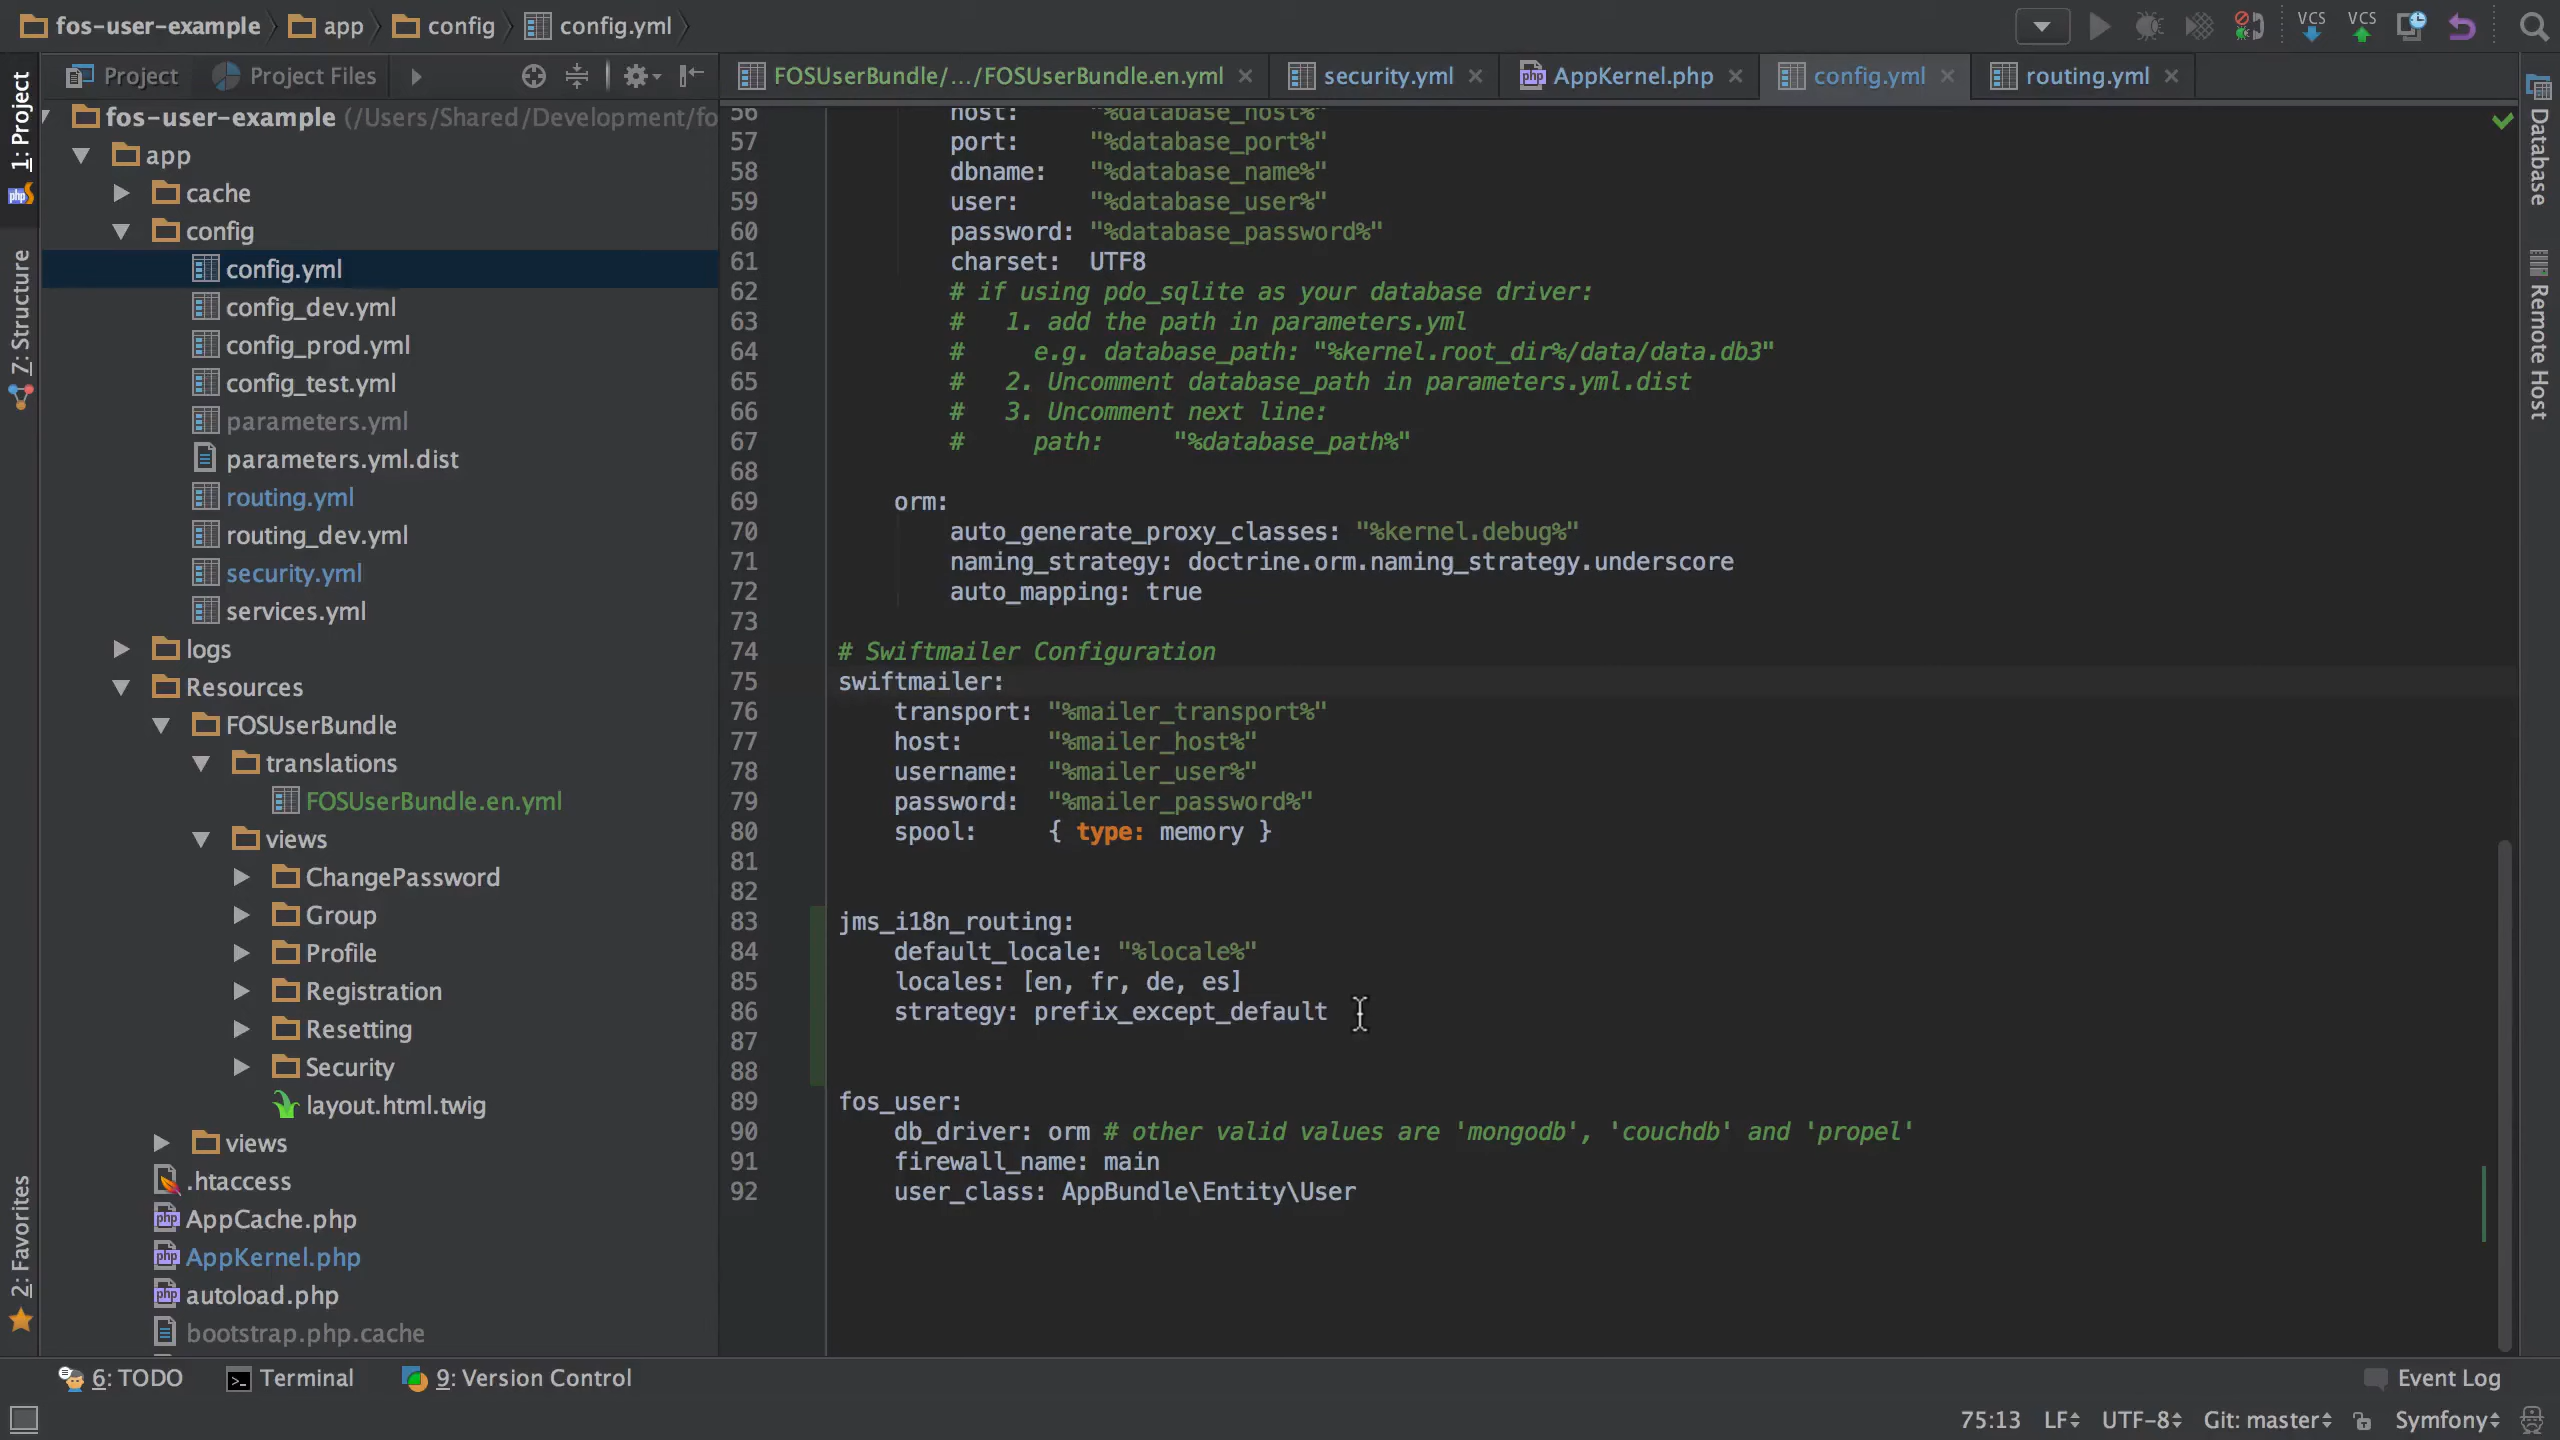 fos-user-example app config config.yml
VCS VCS
Project Project Files
FOSUserBundle/.../FOSUserBundle.en.yml security.yml AppKernel.php config.yml routing.yml
1: Project
7: Structure
2: Favorites
fos-user-example (/Users/Shared/Development/fo
app
cache
config
config.yml
config_dev.yml
config_prod.yml
config_test.yml
parameters.yml
parameters.yml.dist
routing.yml
routing_dev.yml
security.yml
services.yml
logs
Resources
FOSUserBundle
translations
FOSUserBundle.en.yml
views
ChangePassword
Group
Profile
Registration
Resetting
Security
layout.html.twig
views
.htaccess
AppCache.php
AppKernel.php
autoload.php
bootstrap.php.cache
56 host: "%database_host%"
57 port: "%database_port%"
58 dbname: "%database_name%"
59 user: "%database_user%"
60 password: "%database_password%"
61 charset: UTF8
62 # if using pdo_sqlite as your database driver:
63 # 1. add the path in parameters.yml
64 # e.g. database_path: "%kernel.root_dir%/data/data.db3"
65 # 2. Uncomment database_path in parameters.yml.dist
66 # 3. Uncomment next line:
67 # path: "%database_path%"
68
69 orm:
70 auto_generate_proxy_classes: "%kernel.debug%"
71 naming_strategy: doctrine.orm.naming_strategy.underscore
72 auto_mapping: true
73
74 # Swiftmailer Configuration
75 swiftmailer:
76 transport: "%mailer_transport%"
77 host: "%mailer_host%"
78 username: "%mailer_user%"
79 password: "%mailer_password%"
80 spool: { type: memory }
81
82
83 jms_i18n_routing:
84 default_locale: "%locale%"
85 locales: [en, fr, de, es]
86 strategy: prefix_except_default
87
88
89 fos_user:
90 db_driver: orm # other valid values are 'mongodb', 'couchdb' and 'propel'
91 firewall_name: main
92 user_class: AppBundle\Entity\User
Database
Remote Host
6: TODO Terminal 9: Version Control Event Log
75:13 LF UTF-8 Git: master Symfony